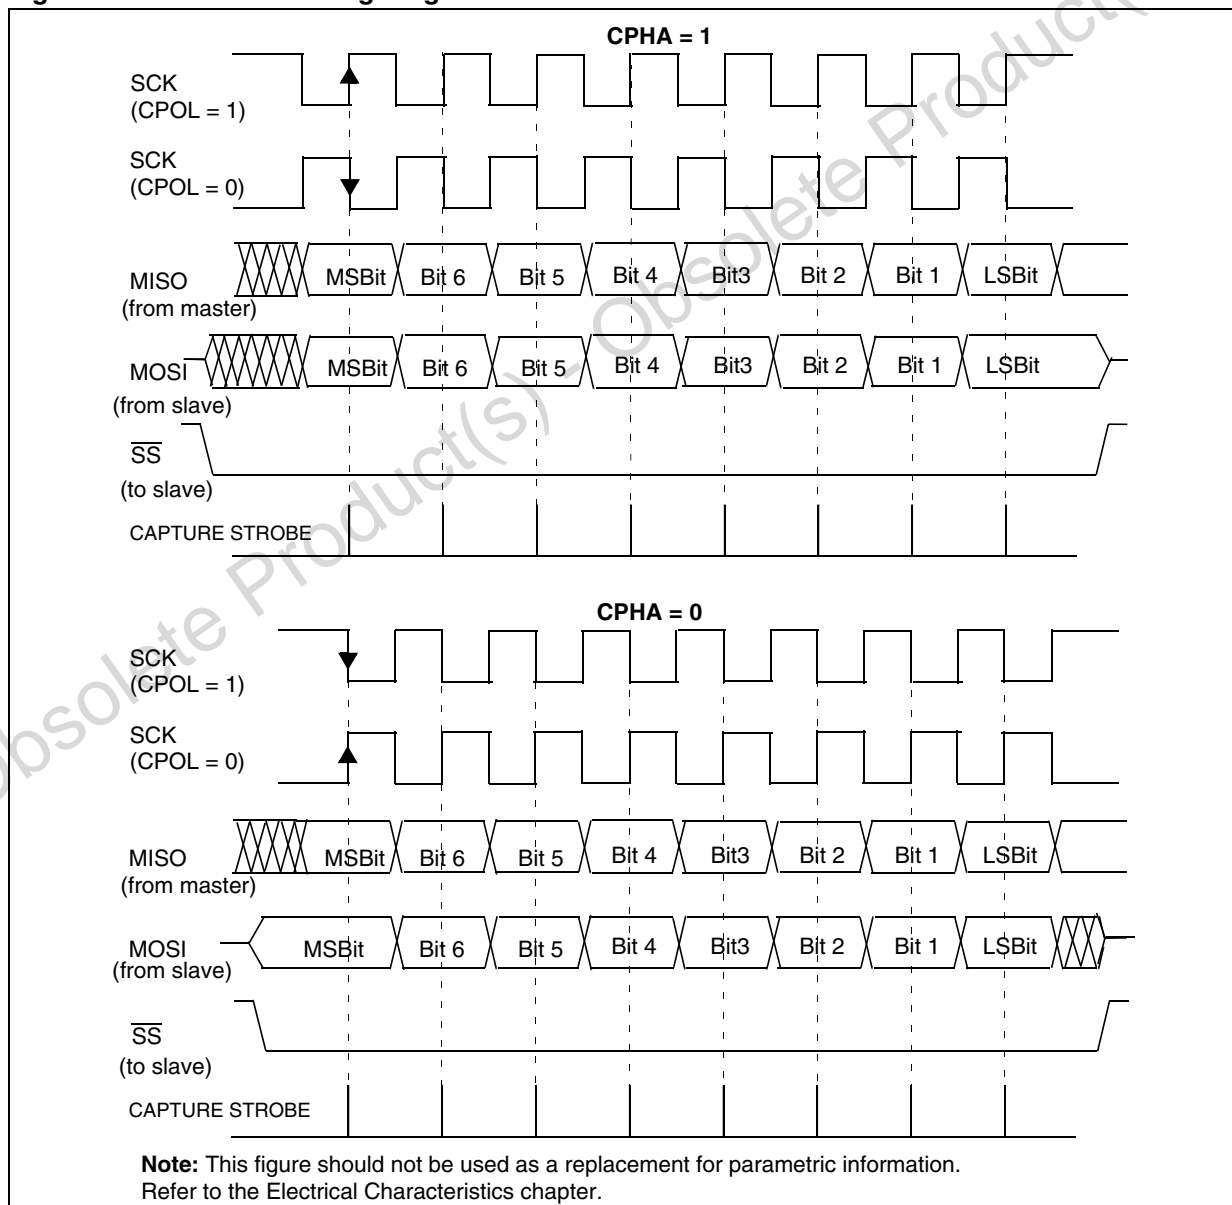 CPHA = 1
SCK
(CPOL = 1)
SCK
(CPOL = 0)
MISO
(from master)
MSBit Bit 6 Bit 5 Bit 4 Bit3 Bit 2 Bit 1 LSBit
MOSI
(from slave)
MSBit Bit 6 Bit 5 Bit 4 Bit3 Bit 2 Bit 1 LSBit
SS
(to slave)
CAPTURE STROBE
CPHA = 0
SCK
(CPOL = 1)
SCK
(CPOL = 0)
MISO
(from master)
MSBit Bit 6 Bit 5 Bit 4 Bit3 Bit 2 Bit 1 LSBit
MOSI
(from slave)
MSBit Bit 6 Bit 5 Bit 4 Bit3 Bit 2 Bit 1 LSBit
SS
(to slave)
CAPTURE STROBE
Note: This figure should not be used as a replacement for parametric information.
Refer to the Electrical Characteristics chapter.
Obsolete Product(s) - Obsolete Product(